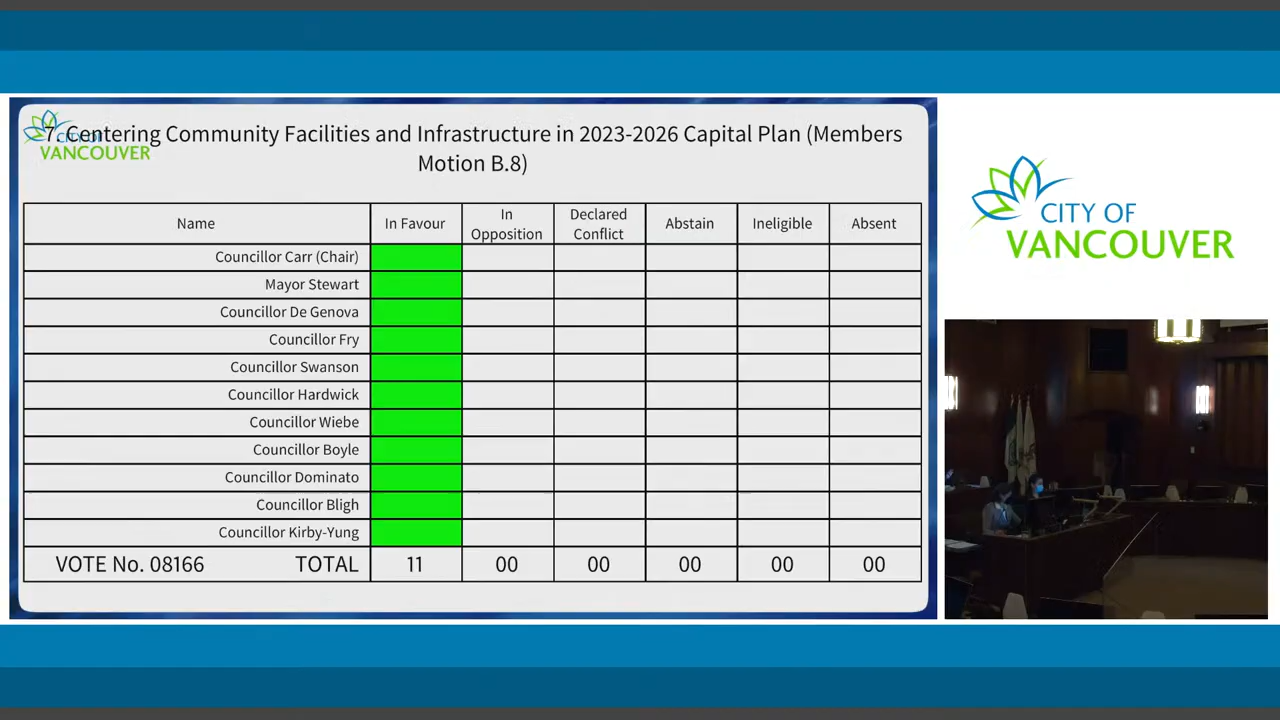 CITY OF
VANCOUVER
7. Centering Community Facilities and Infrastructure in 2023-2026 Capital Plan (Members
Motion B.8)
Name In Favour In Opposition Declared Conflict Abstain Ineligible Absent
Councillor Carr (Chair)
Mayor Stewart
Councillor De Genova
Councillor Fry
Councillor Swanson
Councillor Hardwick
Councillor Wiebe
Councillor Boyle
Councillor Dominato
Councillor Bligh
Councillor Kirby-Yung
VOTE No. 08166 TOTAL 11 00 00 00 00 00
CITY OF
VANCOUVER